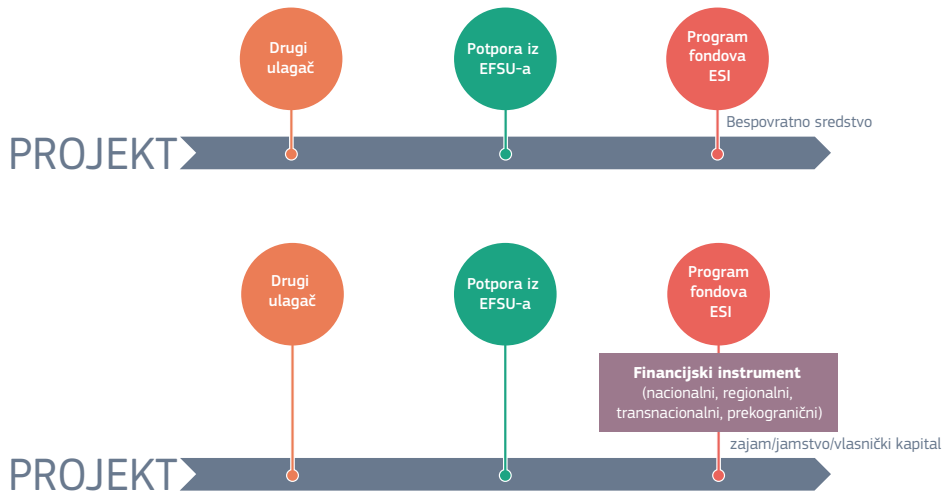 Drugi
ulagač
Potpora iz
EFSU-a
Program
fondova
ESI
Bespovratno sredstvo
PROJEKT
Drugi
ulagač
Potpora iz
EFSU-a
Program
fondova
ESI
Financijski instrument
(nacionalni, regionalni,
transnacionalni, prekogranični)
zajam/jamstvo/vlasnički kapital
PROJEKT